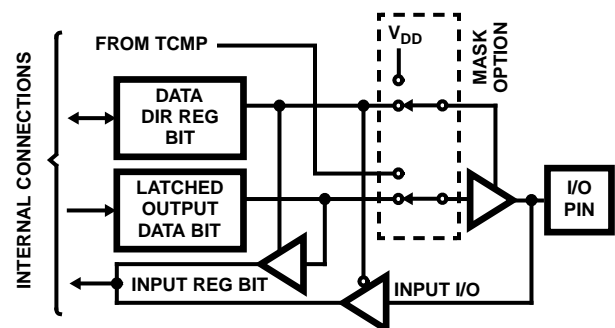 FROM TCMP
VDD
MASK
OPTION
INTERNAL CONNECTIONS
DATA
DIR REG
BIT
LATCHED
OUTPUT
DATA BIT
I/O
PIN
INPUT REG BIT
INPUT I/O